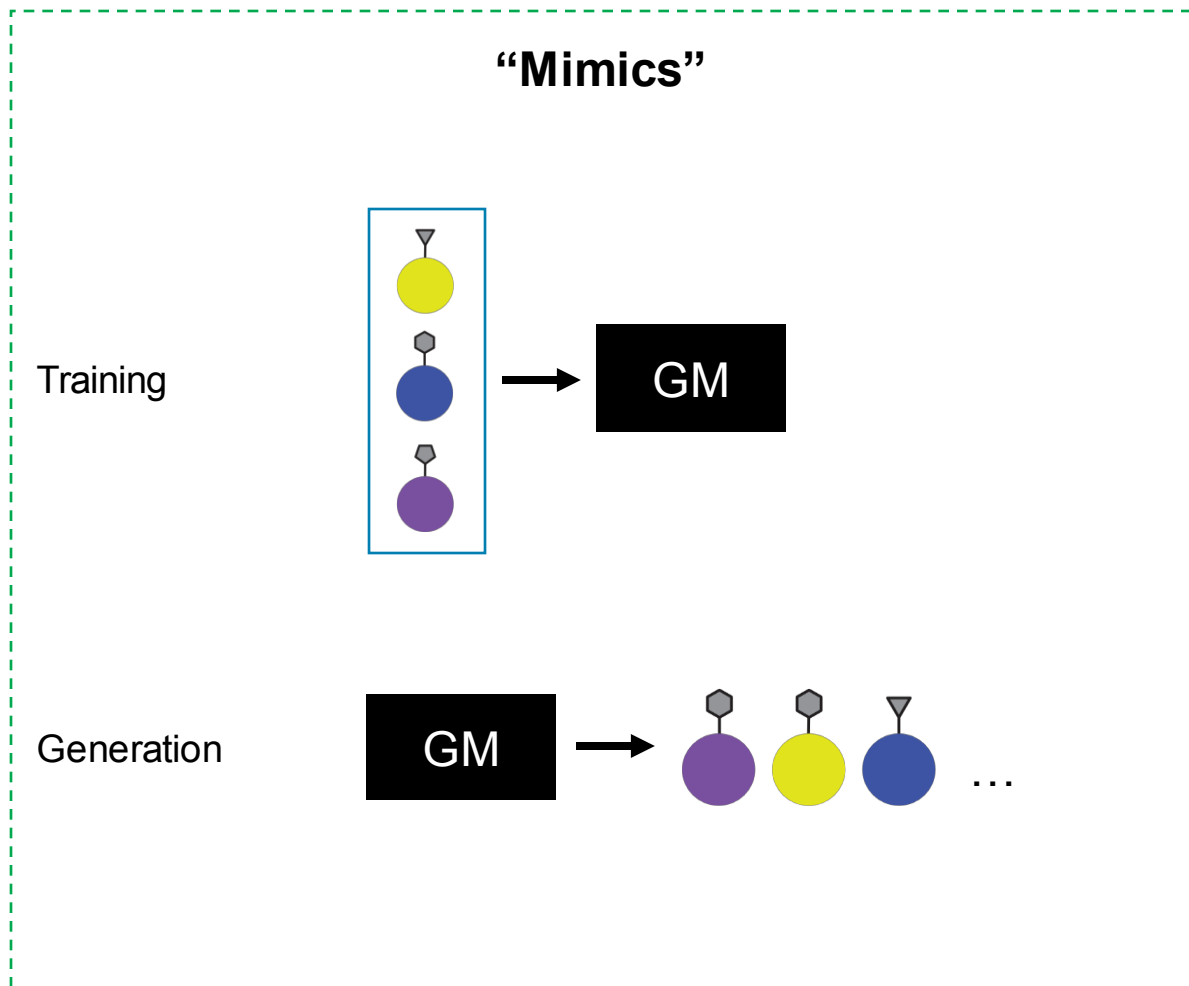 “Mimics”
Training
GM
Generation
GM
...